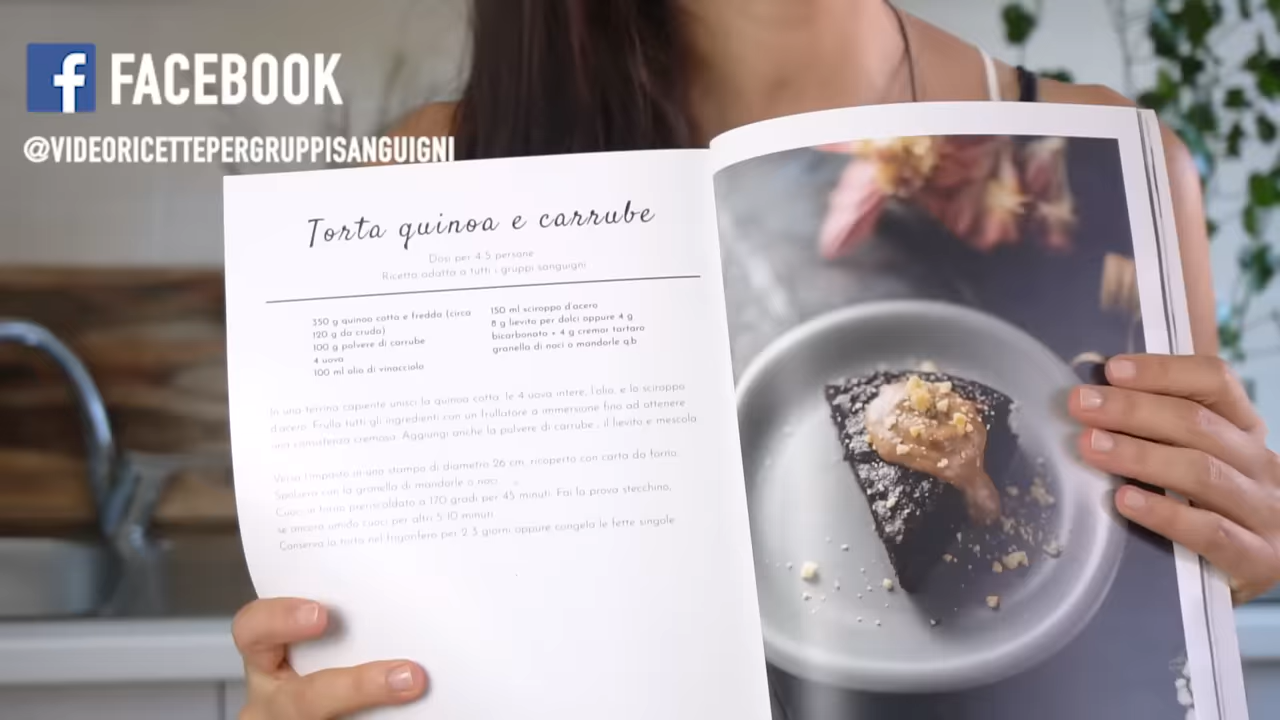 f FACEBOOK
@VIDEORICETTEPERGRUPPISANGUIGNI
Torta quinoa e carrube
Dosi per 4-5 persone
Ricetta adatta a tutti i gruppi sanguigni
350 g quinoa cotta e fredda (circa
120 g da cruda)
100 g polvere di carrube
4 uova
100 ml olio di vinacciolo
150 ml sciroppo d'acero
8 g lievito per dolci oppure 4 g
bicarbonato + 4 g cremor tartaro
granella di noci o mandorle q.b
In una terrina capiente unisci la quinoa cotta, le 4 uova intere, l'olio, e lo sciroppo
d'acero. Frulla tutti gli ingredienti con un frullatore a immersione fino ad ottenere
una consistenza cremosa. Aggiungi anche la polvere di carrube , il lievito e mescola
Versa l'impasto in una stampo di diametro 26 cm, ricoperto con carta da forno.
Spolvera con la granella di mandorle o noci
Cuoci in forno preriscaldato a 170 gradi per 45 minuti. Fai la prova stecchino,
se ancora umido cuoci per altri 5-10 minuti.
Conserva la torta nel frigorifero per 2-3 giorni oppure congela le fette singole